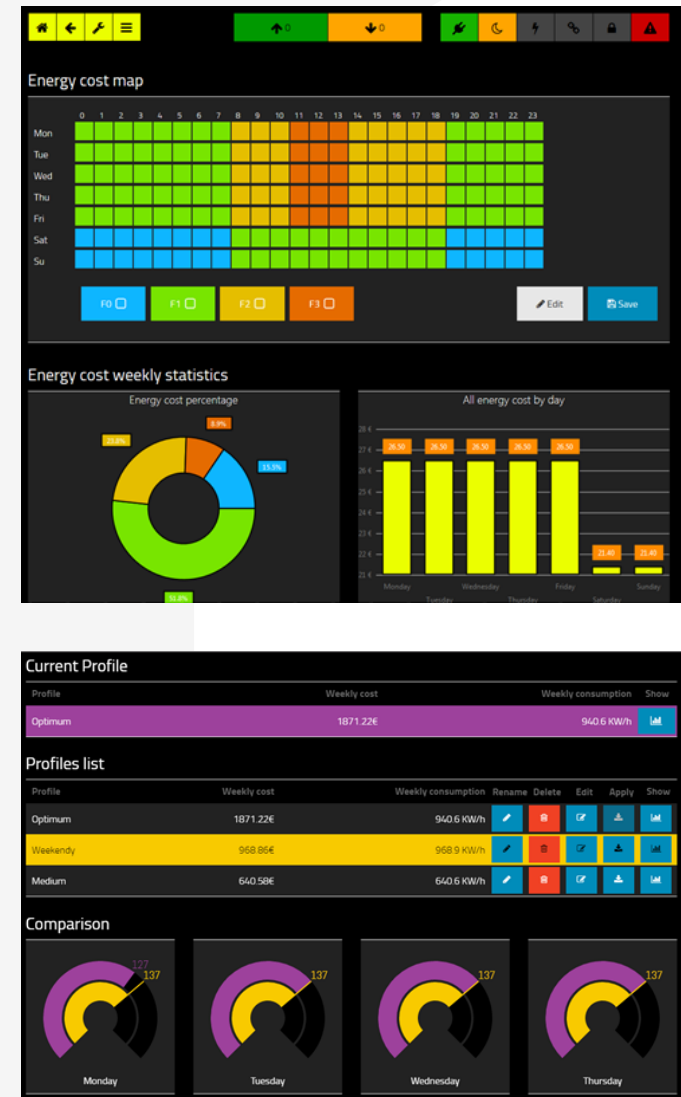 0 0
Energy cost map
0 1 2 3 4 5 6 7 8 9 10 11 12 13 14 15 16 17 18 19 20 21 22 23
Mon
Tue
Wed
Thu
Fri
Sat
Su
F0 F1 F2 F3 Edit Save
Energy cost weekly statistics
Energy cost percentage
8.9%
23.8%
15.5%
51.8%
All energy cost by day
28 €
27 €
26 €
25 €
24 €
23 €
22 €
21 €
26.50 26.50 26.50 26.50 26.50
21.40 21.40
Monday Wednesday Friday Sunday
Tuesday Thursday Saturday
Current Profile
Profile Weekly cost Weekly consumption Show
Optimum 1871.22€ 940.6 KW/h
Profiles list
Profile Weekly cost Weekly consumption Rename Delete Edit Apply Show
Optimum 1871.22€ 940.6 KW/h
Weekendy 968.86€ 968.9 KW/h
Medium 640.58€ 640.6 KW/h
Comparison
127
137 137 137 137
Monday Tuesday Wednesday Thursday